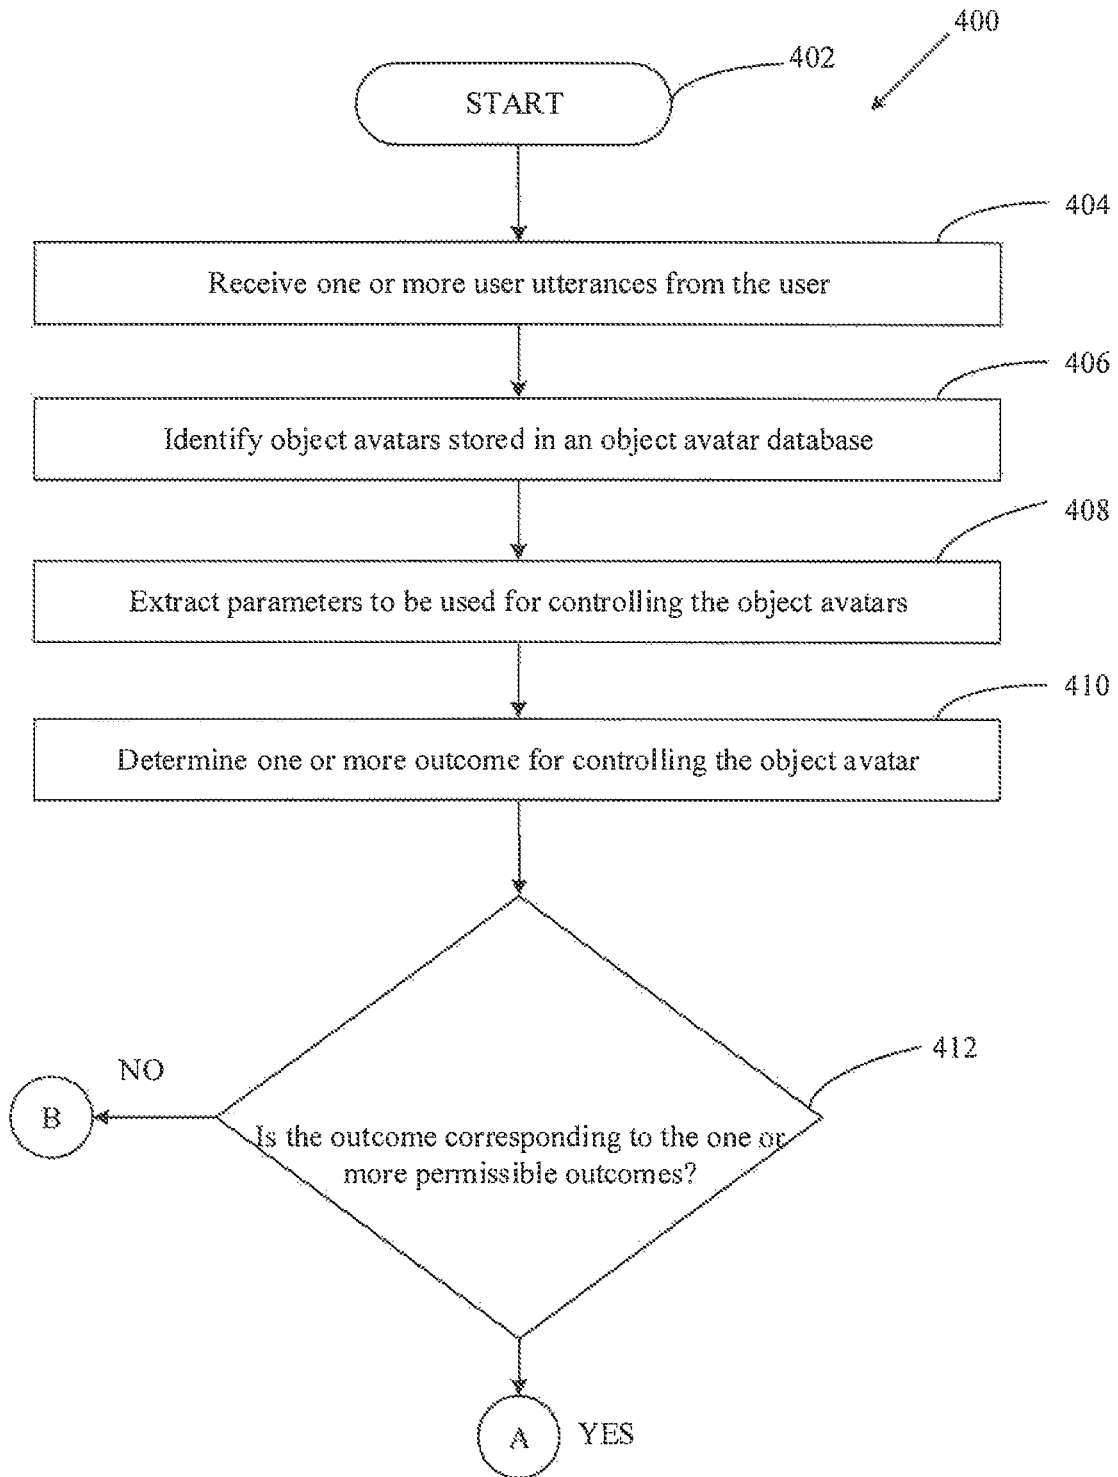 400
402
START
404
Receive one or more user utterances from the user
406
Identify object avatars stored in an object avatar database
408
Extract parameters to be used for controlling the object avatars
410
Determine one or more outcome for controlling the object avatar
412
NO
B
Is the outcome corresponding to the one or
more permissible outcomes?
A
YES